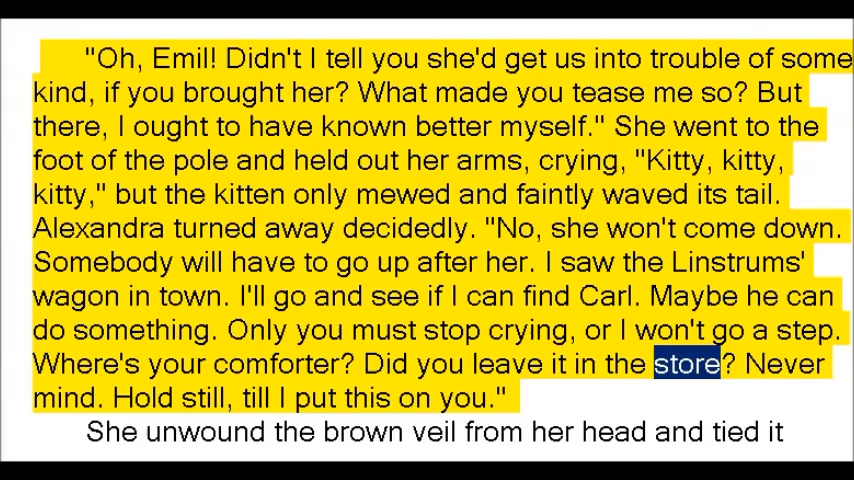 "Oh, Emil! Didn't I tell you she'd get us into trouble of some
kind, if you brought her? What made you tease me so? But
there, I ought to have known better myself." She went to the
foot of the pole and held out her arms, crying, "Kitty, kitty,
kitty," but the kitten only mewed and faintly waved its tail.
Alexandra turned away decidedly. "No, she won't come down.
Somebody will have to go up after her. I saw the Linstrums'
wagon in town. I'll go and see if I can find Carl. Maybe he can
do something. Only you must stop crying, or I won't go a step.
Where's your comforter? Did you leave it in the store? Never
mind. Hold still, till I put this on you."
She unwound the brown veil from her head and tied it